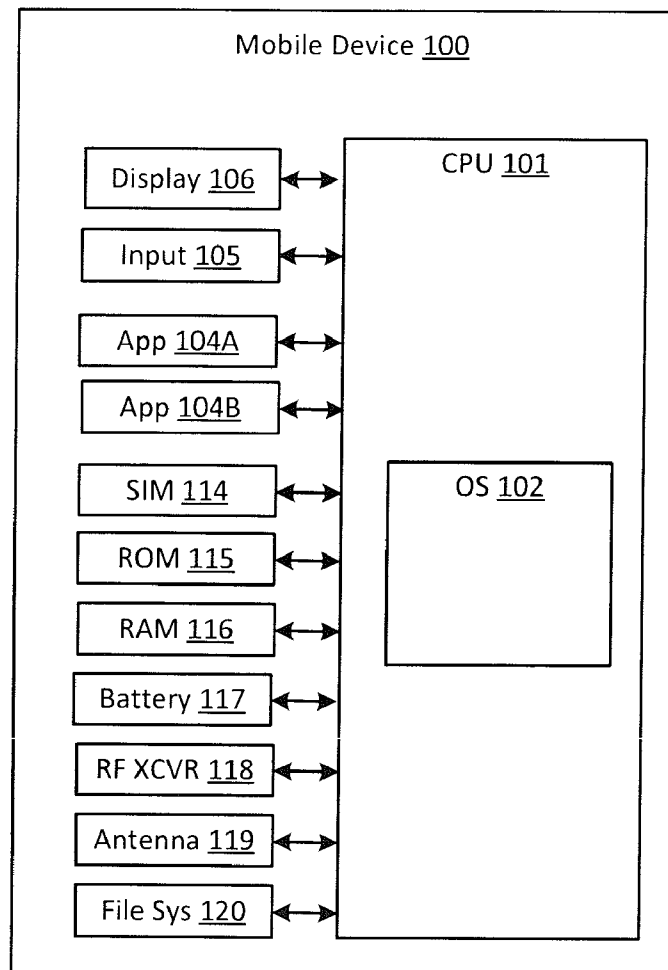 Mobile Device 100
CPU 101
Display 106
Input 105
App 104A
App 104B
OS 102
SIM 114
ROM 115
RAM 116
Battery 117
RF XCVR 118
Antenna 119
File Sys 120